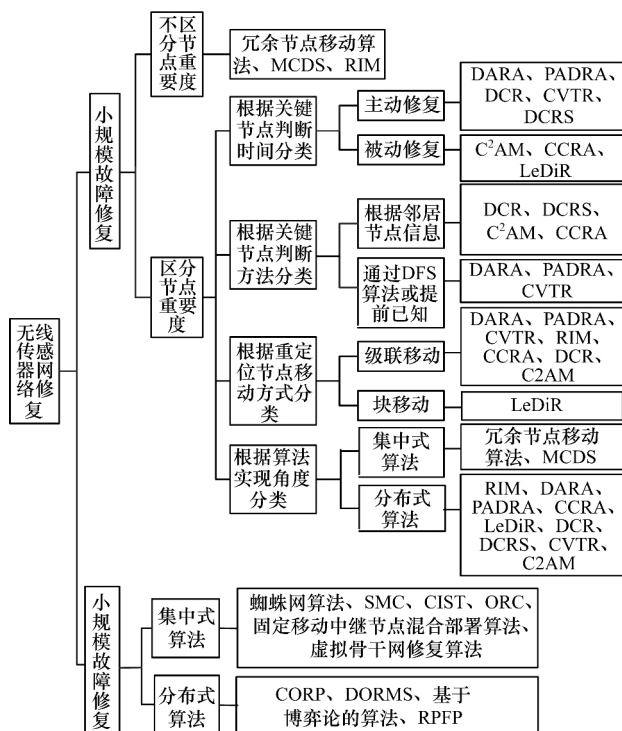 无线
传感
器网
络修
复
小
规
模
故
障
修
复
不区
分节
点重
要度
冗余节点移动算
法、MCDS、RIM
区分
节点
重要
度
根据关键
节点判断
时间分类
主动修复
DARA、PADRA、
DCR、CVTR、
DCRS
被动修复
C²AM、CCRA、
LeDiR
根据关键
节点判断
方法分类
根据邻居
节点信息
DCR、DCRS、
C²AM、CCRA
通过DFS
算法或提
前已知
DARA、PADRA、
CVTR
根据重定
位节点移
动方式分
类
级联移动
DARA、PADRA、
CVTR、RIM、
CCRA、DCR、
C2AM
块移动
LeDiR
根据算法
实现角度
分类
集中式
算法
冗余节点移动
算法、MCDS
分布式
算法
RIM、DARA、
PADRA、CCRA、
LeDiR、DCR、
DCRS、CVTR、
C2AM
小
规
模
故
障
修
复
集中式
算法
蜘蛛网算法、SMC、CIST、ORC、
固定移动中继节点混合部署算法、
虚拟骨干网修复算法
分布式
算法
CORP、DORMS、基于
博弈论的算法、RPFP